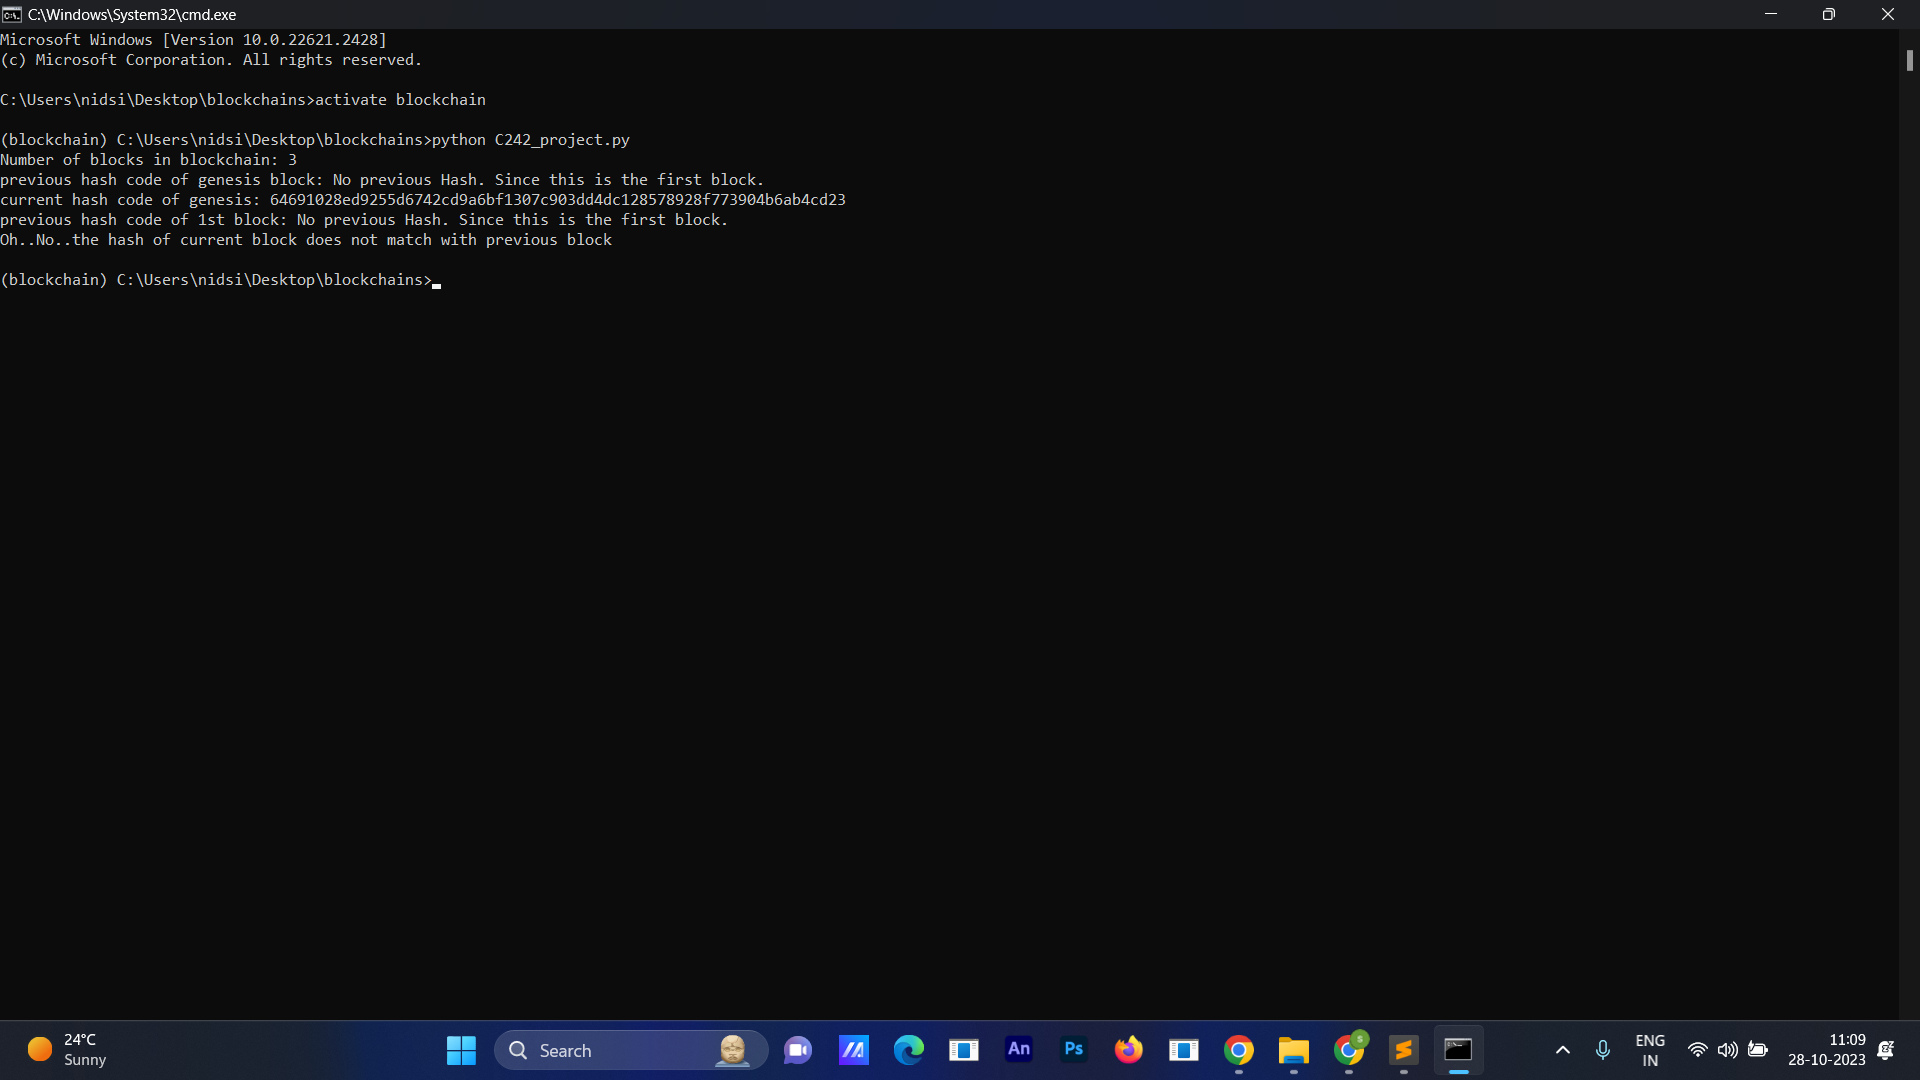 C:\Windows\System32\cmd.exe
Microsoft Windows [Version 10.0.22621.2428]
(c) Microsoft Corporation. All rights reserved.
C:\Users\nidsi\Desktop\blockchains>activate blockchain
(blockchain) C:\Users\nidsi\Desktop\blockchains>python C242_project.py
Number of blocks in blockchain: 3
previous hash code of genesis block: No previous Hash. Since this is the first block.
current hash code of genesis: 64691028ed9255d6742cd9a6bf1307c903dd4dc128578928f773904b6ab4cd23
previous hash code of 1st block: No previous Hash. Since this is the first block.
Oh..No..the hash of current block does not match with previous block
(blockchain) C:\Users\nidsi\Desktop\blockchains>
24°C
Sunny
Search
An
Ps
ENG
IN
11:09
28-10-2023